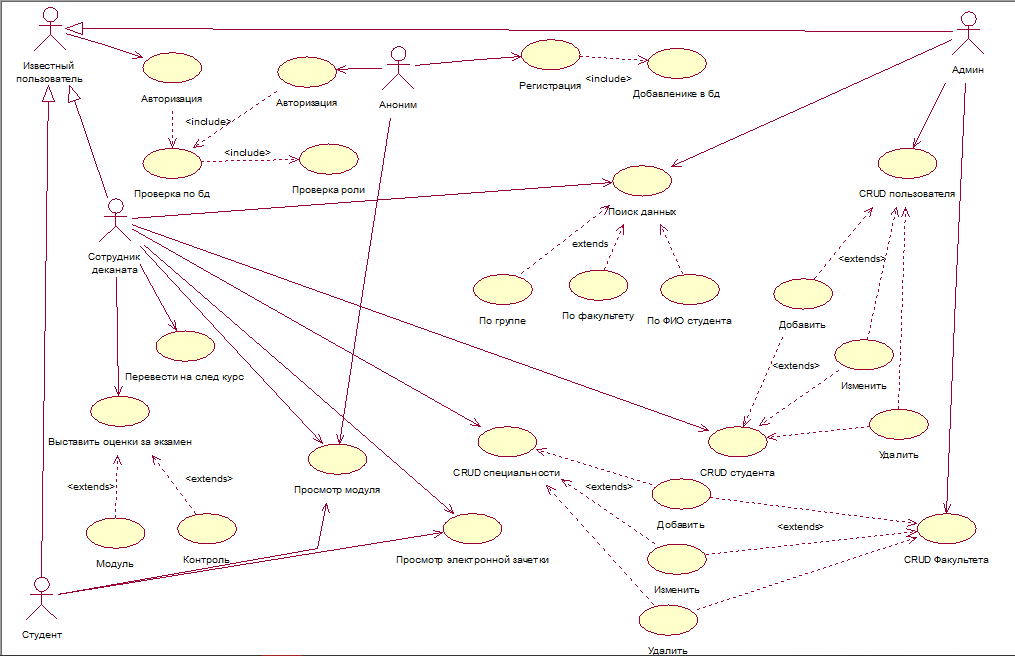 Известный
пользователь
Авторизация
Авторизация
Аноним
Регистрация
<include>
Добавленике в бд
Админ
<include>
<include>
Проверка по бд
Проверка роли
Поиск данных
CRUD пользователя
Сотрудник
деканата
extends
<extends>
По группе
По факультету
По ФИО студента
Добавить
<extends>
Изменить
Перевести на след курс
Выставить оценки за экзамен
Удалить
CRUD специальности
CRUD студента
Просмотр модуля
<extends>
<extends>
<extends>
Добавить
<extends>
Модуль
Контроль
Просмотр электронной зачетки
CRUD Факультета
Изменить
Студент
Удалить